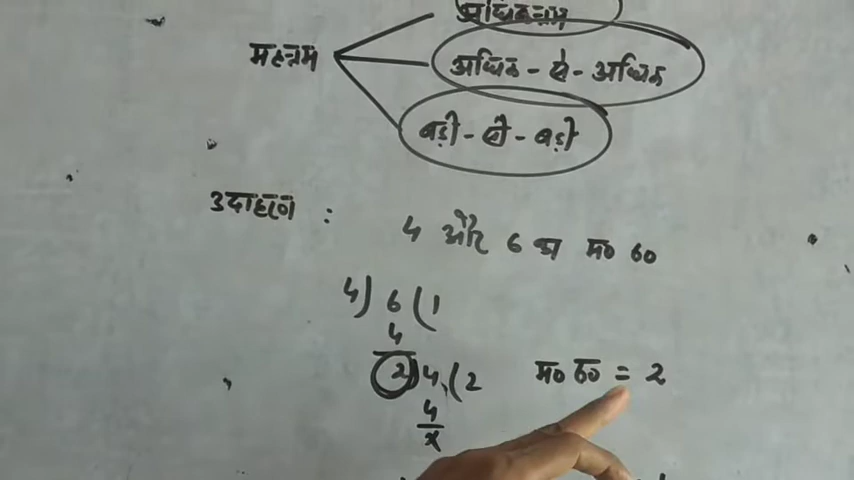 महत्तम
अधिक - से - अधिक
बड़ी - से - बड़ी
उदाहरण :
4 और 6 का म० स०
4) 6 (1
4
2) 4 (2
4
x
म० स० = 2